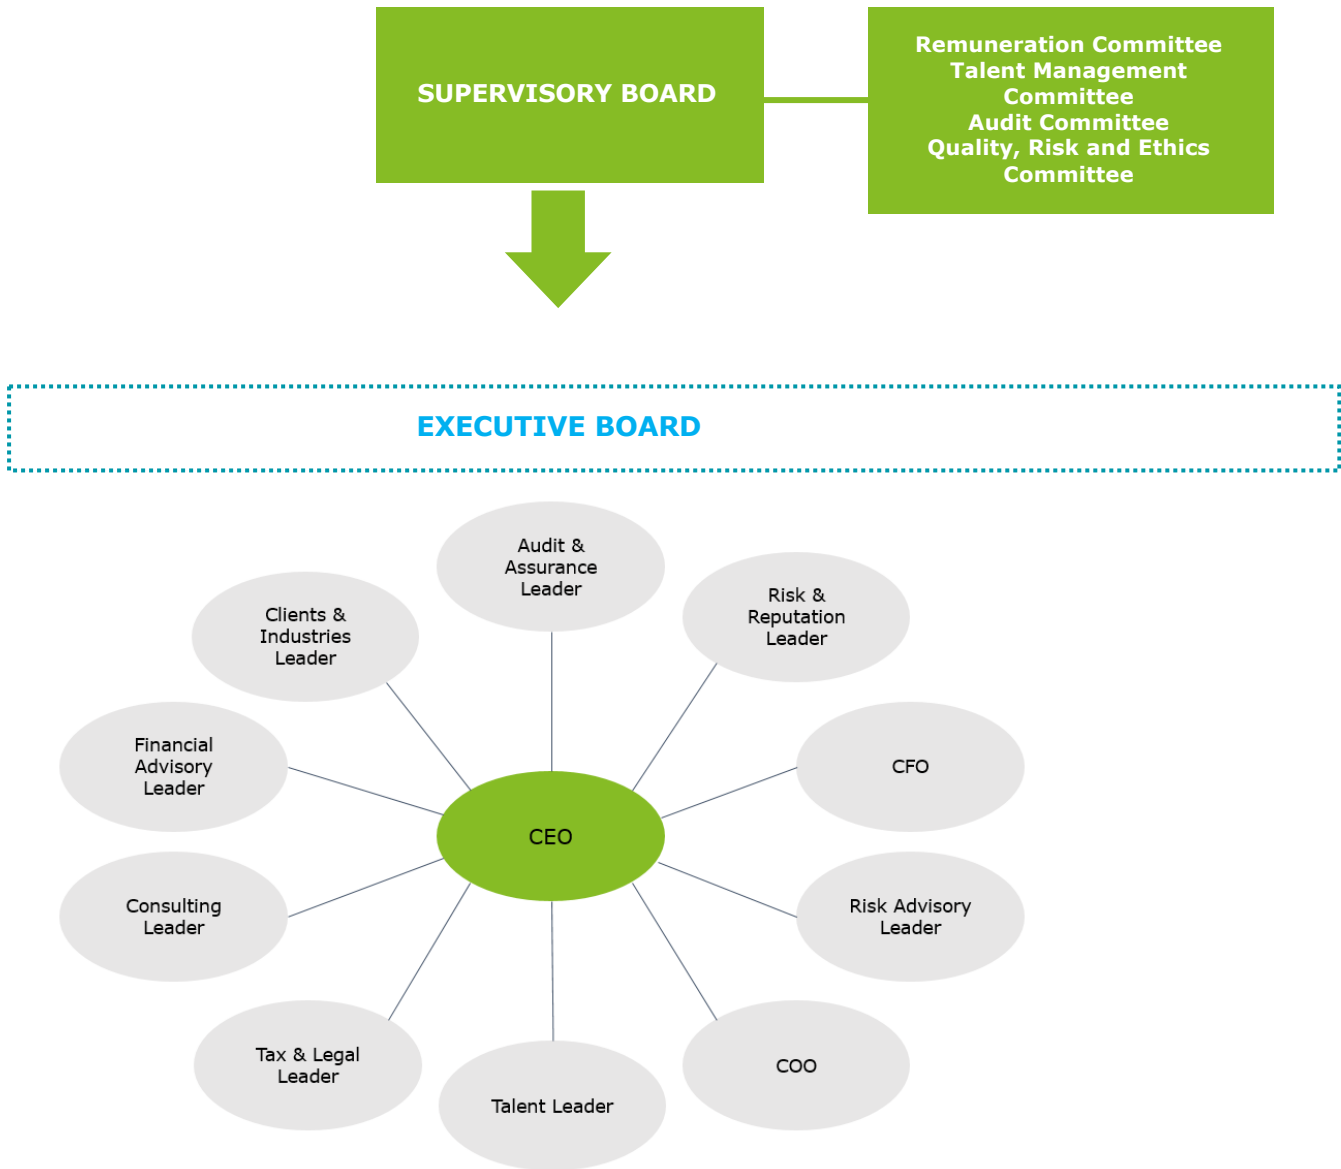 SUPERVISORY BOARD
Remuneration Committee
Talent Management
Committee
Audit Committee
Quality, Risk and Ethics
Committee
EXECUTIVE BOARD
Audit &
Assurance
Leader
Risk &
Reputation
Leader
Clients &
Industries
Leader
Financial
Advisory
Leader
CFO
CEO
Consulting
Leader
Risk Advisory
Leader
Tax & Legal
Leader
COO
Talent Leader